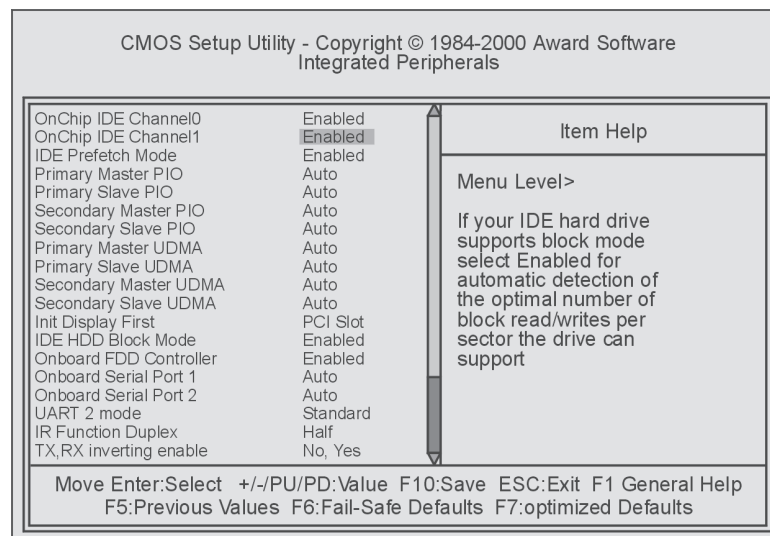 CMOS Setup Utility - Copyright © 1984-2000 Award Software
Integrated Peripherals
OnChip IDE Channel0 Enabled
OnChip IDE Channel1 Enabled
IDE Prefetch Mode Enabled
Primary Master PIO Auto
Primary Slave PIO Auto
Secondary Master PIO Auto
Secondary Slave PIO Auto
Primary Master UDMA Auto
Primary Slave UDMA Auto
Secondary Master UDMA Auto
Secondary Slave UDMA Auto
Init Display First PCI Slot
IDE HDD Block Mode Enabled
Onboard FDD Controller Enabled
Onboard Serial Port 1 Auto
Onboard Serial Port 2 Auto
UART 2 mode Standard
IR Function Duplex Half
TX,RX inverting enable No, Yes
Item Help
Menu Level>
If your IDE hard drive
supports block mode
select Enabled for
automatic detection of
the optimal number of
block read/writes per
sector the drive can
support
Move Enter:Select +/-/PU/PD:Value F10:Save ESC:Exit F1 General Help
F5:Previous Values F6:Fail-Safe Defaults F7:optimized Defaults